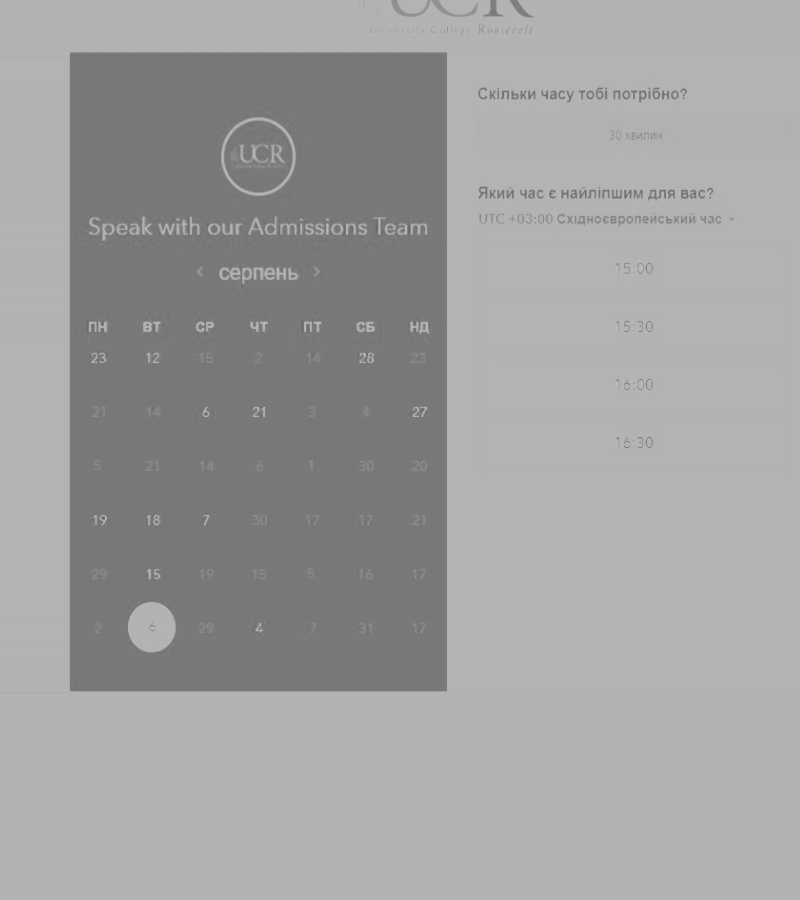 UCR
University College Roosevelt
UCR
Speak with our Admissions Team
< серпень >
ПН ВТ СР ЧТ ПТ СБ НД
23 12 15 2 14 28 23
21 14 6 21 3 4 27
5 21 14 6 1 30 20
19 18 7 30 17 17 21
29 15 19 15 5 16 17
2 6 29 4 7 31 17
Скільки часу тобі потрібно?
30 хвилин
Який час є найліпшим для вас?
UTC +03:00 Східноєвропейський час
15:00
15:30
16:00
16:30